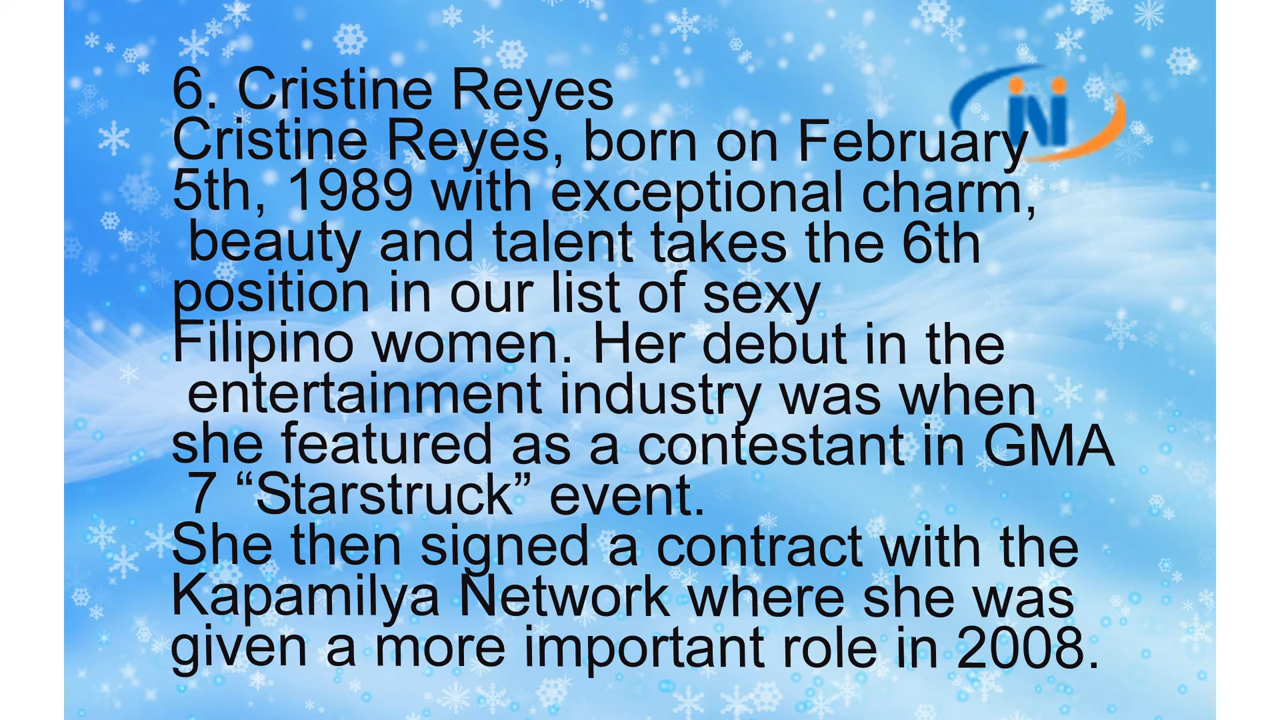 6. Cristine Reyes
Cristine Reyes, born on February
5th, 1989 with exceptional charm,
beauty and talent takes the 6th
position in our list of sexy
Filipino women. Her debut in the
entertainment industry was when
she featured as a contestant in GMA
7 “Starstruck” event.
She then signed a contract with the
Kapamilya Network where she was
given a more important role in 2008.
iNi